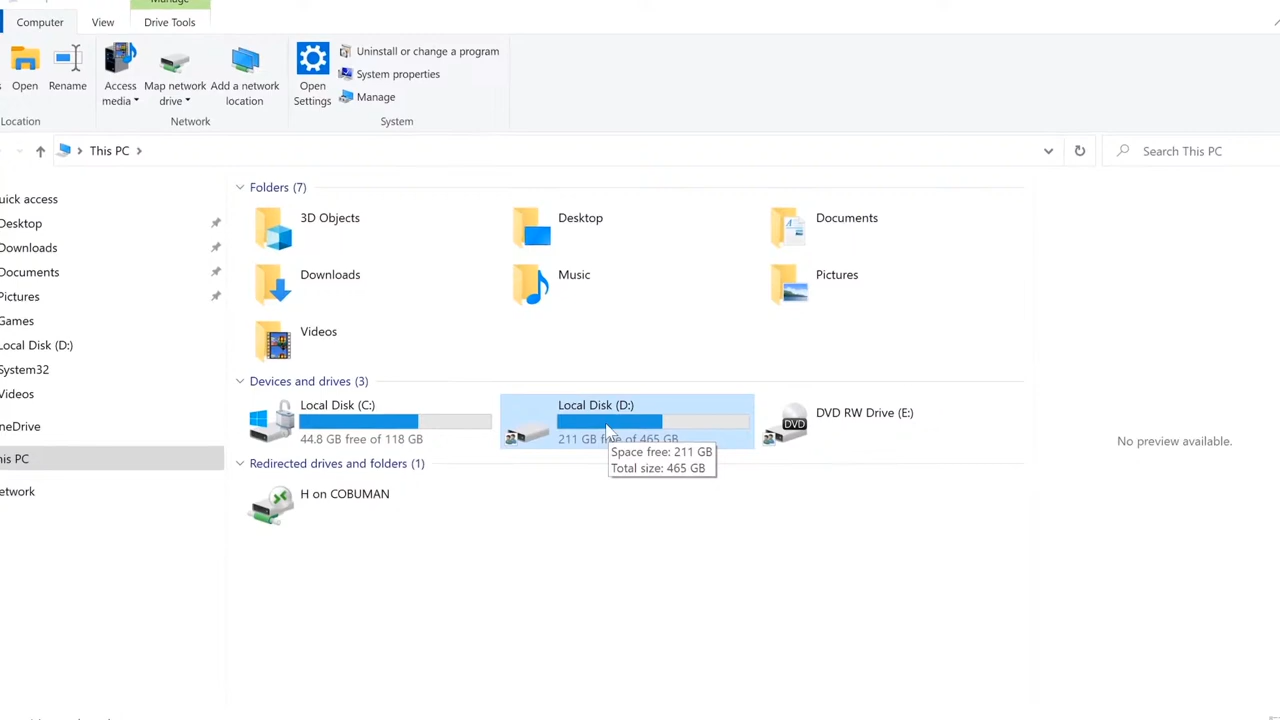 Manage
Computer
View
Drive Tools
Open
Rename
Access media
Map network drive
Add a network location
Open Settings
Uninstall or change a program
System properties
Manage
Location
Network
System
This PC
Search This PC
uick access
Desktop
Downloads
Documents
Pictures
Games
Local Disk (D:)
System32
Videos
neDrive
is PC
etwork
Folders (7)
3D Objects
Desktop
Documents
Downloads
Music
Pictures
Videos
Devices and drives (3)
Local Disk (C:)
44.8 GB free of 118 GB
Local Disk (D:)
211 GB free of 465 GB
Space free: 211 GB
Total size: 465 GB
DVD RW Drive (E:)
DVD
Redirected drives and folders (1)
H on COBUMAN
No preview available.